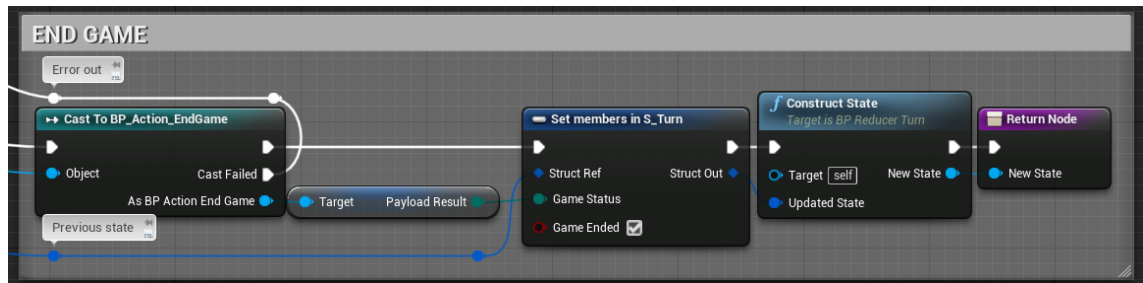 END GAME
Error out
Cast To BP_Action_EndGame
Object
Cast Failed
As BP Action End Game
Previous state
Target
Payload Result
Set members in S_Turn
Struct Ref
Struct Out
Game Status
Game Ended
f Construct State
Target is BP Reducer Turn
Target self
New State
Updated State
Return Node
New State